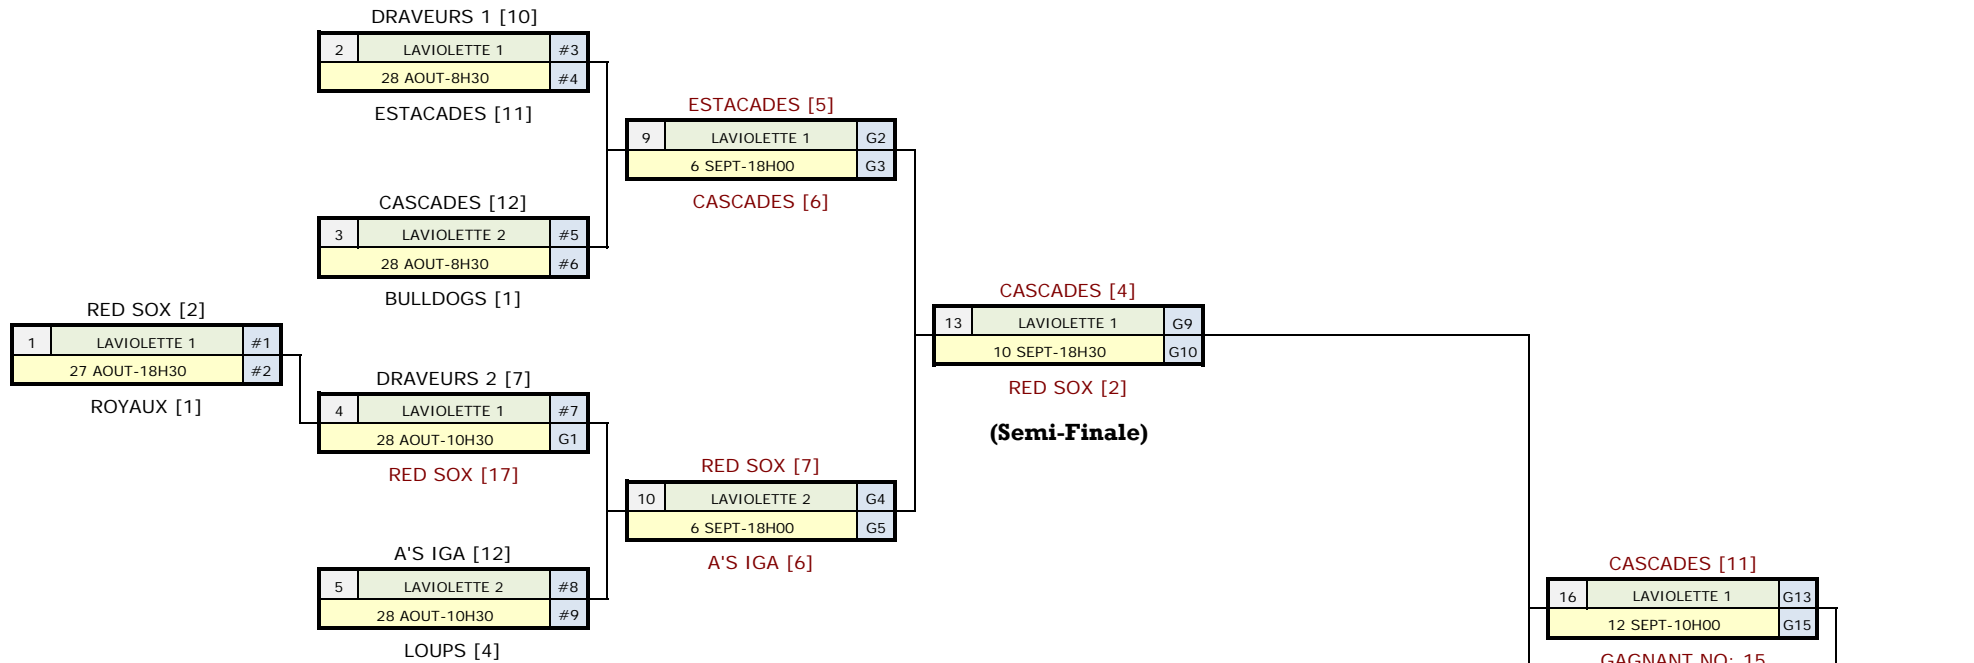 DRAVEURS 1 [10]
2 LAVIOLETTE 1 #3
28 AOUT-8H30 #4
ESTACADES [11]
ESTACADES [5]
9 LAVIOLETTE 1 G2
6 SEPT-18H00 G3
CASCADES [6]
CASCADES [12]
3 LAVIOLETTE 2 #5
28 AOUT-8H30 #6
BULLDOGS [1]
CASCADES [4]
13 LAVIOLETTE 1 G9
10 SEPT-18H30 G10
RED SOX [2]
(Semi-Finale)
RED SOX [2]
1 LAVIOLETTE 1 #1
27 AOUT-18H30 #2
ROYAUX [1]
DRAVEURS 2 [7]
4 LAVIOLETTE 1 #7
28 AOUT-10H30 G1
RED SOX [17]
RED SOX [7]
10 LAVIOLETTE 2 G4
6 SEPT-18H00 G5
A'S IGA [6]
A'S IGA [12]
5 LAVIOLETTE 2 #8
28 AOUT-10H30 #9
LOUPS [4]
CASCADES [11]
16 LAVIOLETTE 1 G13
12 SEPT-10H00 G15
GAGNANT NO: 15